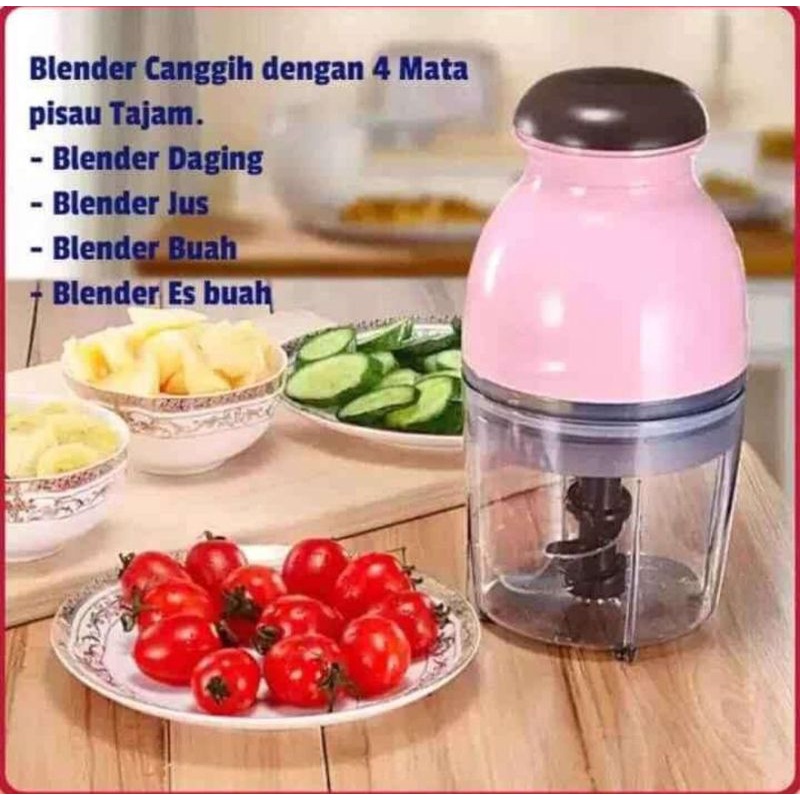 Blender Canggih dengan 4 Mata
pisau Tajam.
- Blender Daging
- Blender Jus
- Blender Buah
- Blender Es buah